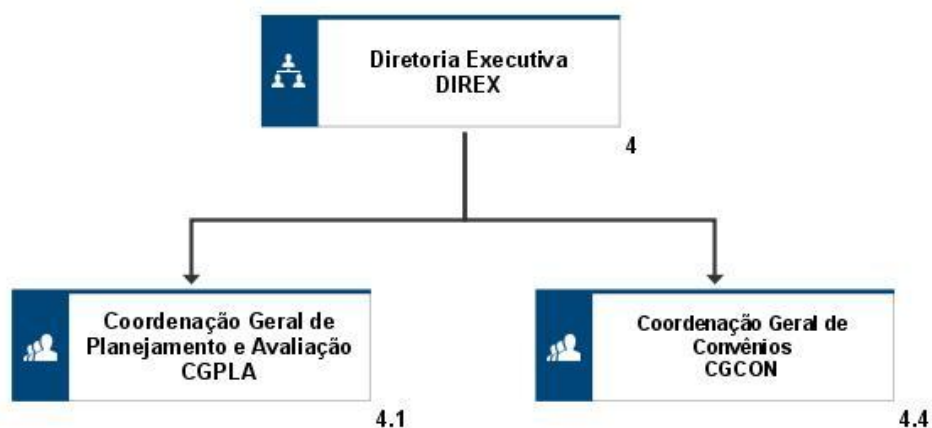 Diretoria Executiva
DIREX
4
Coordenação Geral de
Planejamento e Avaliação
CGPLA
4.1
Coordenação Geral de
Convênios
CGCON
4.4